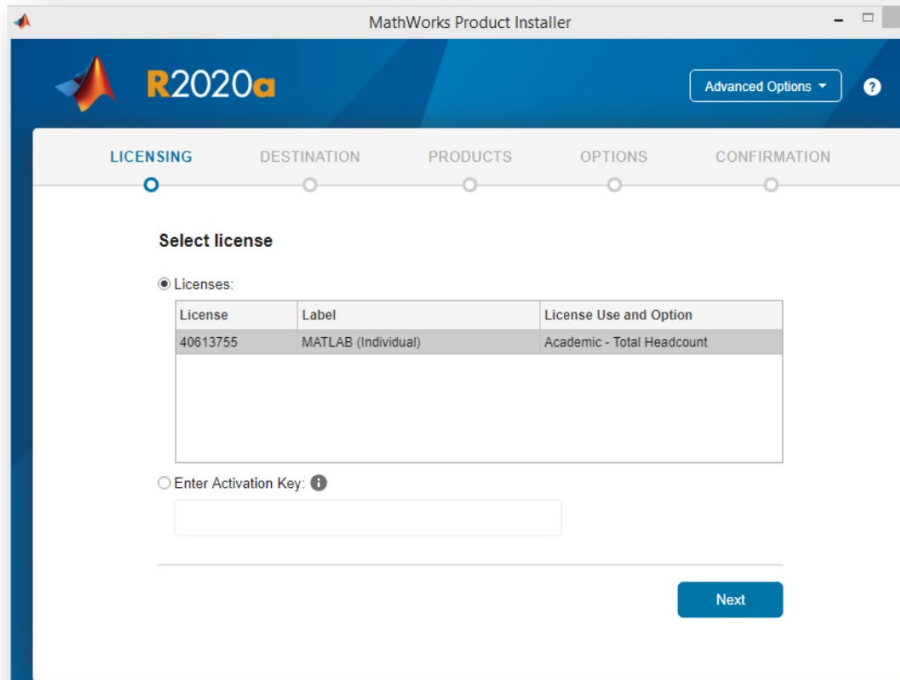 MathWorks Product Installer
R2020a
Advanced Options
?
LICENSING DESTINATION PRODUCTS OPTIONS CONFIRMATION
Select license
Licenses:
License Label License Use and Option
40613755 MATLAB (Individual) Academic - Total Headcount
Enter Activation Key: i
Next